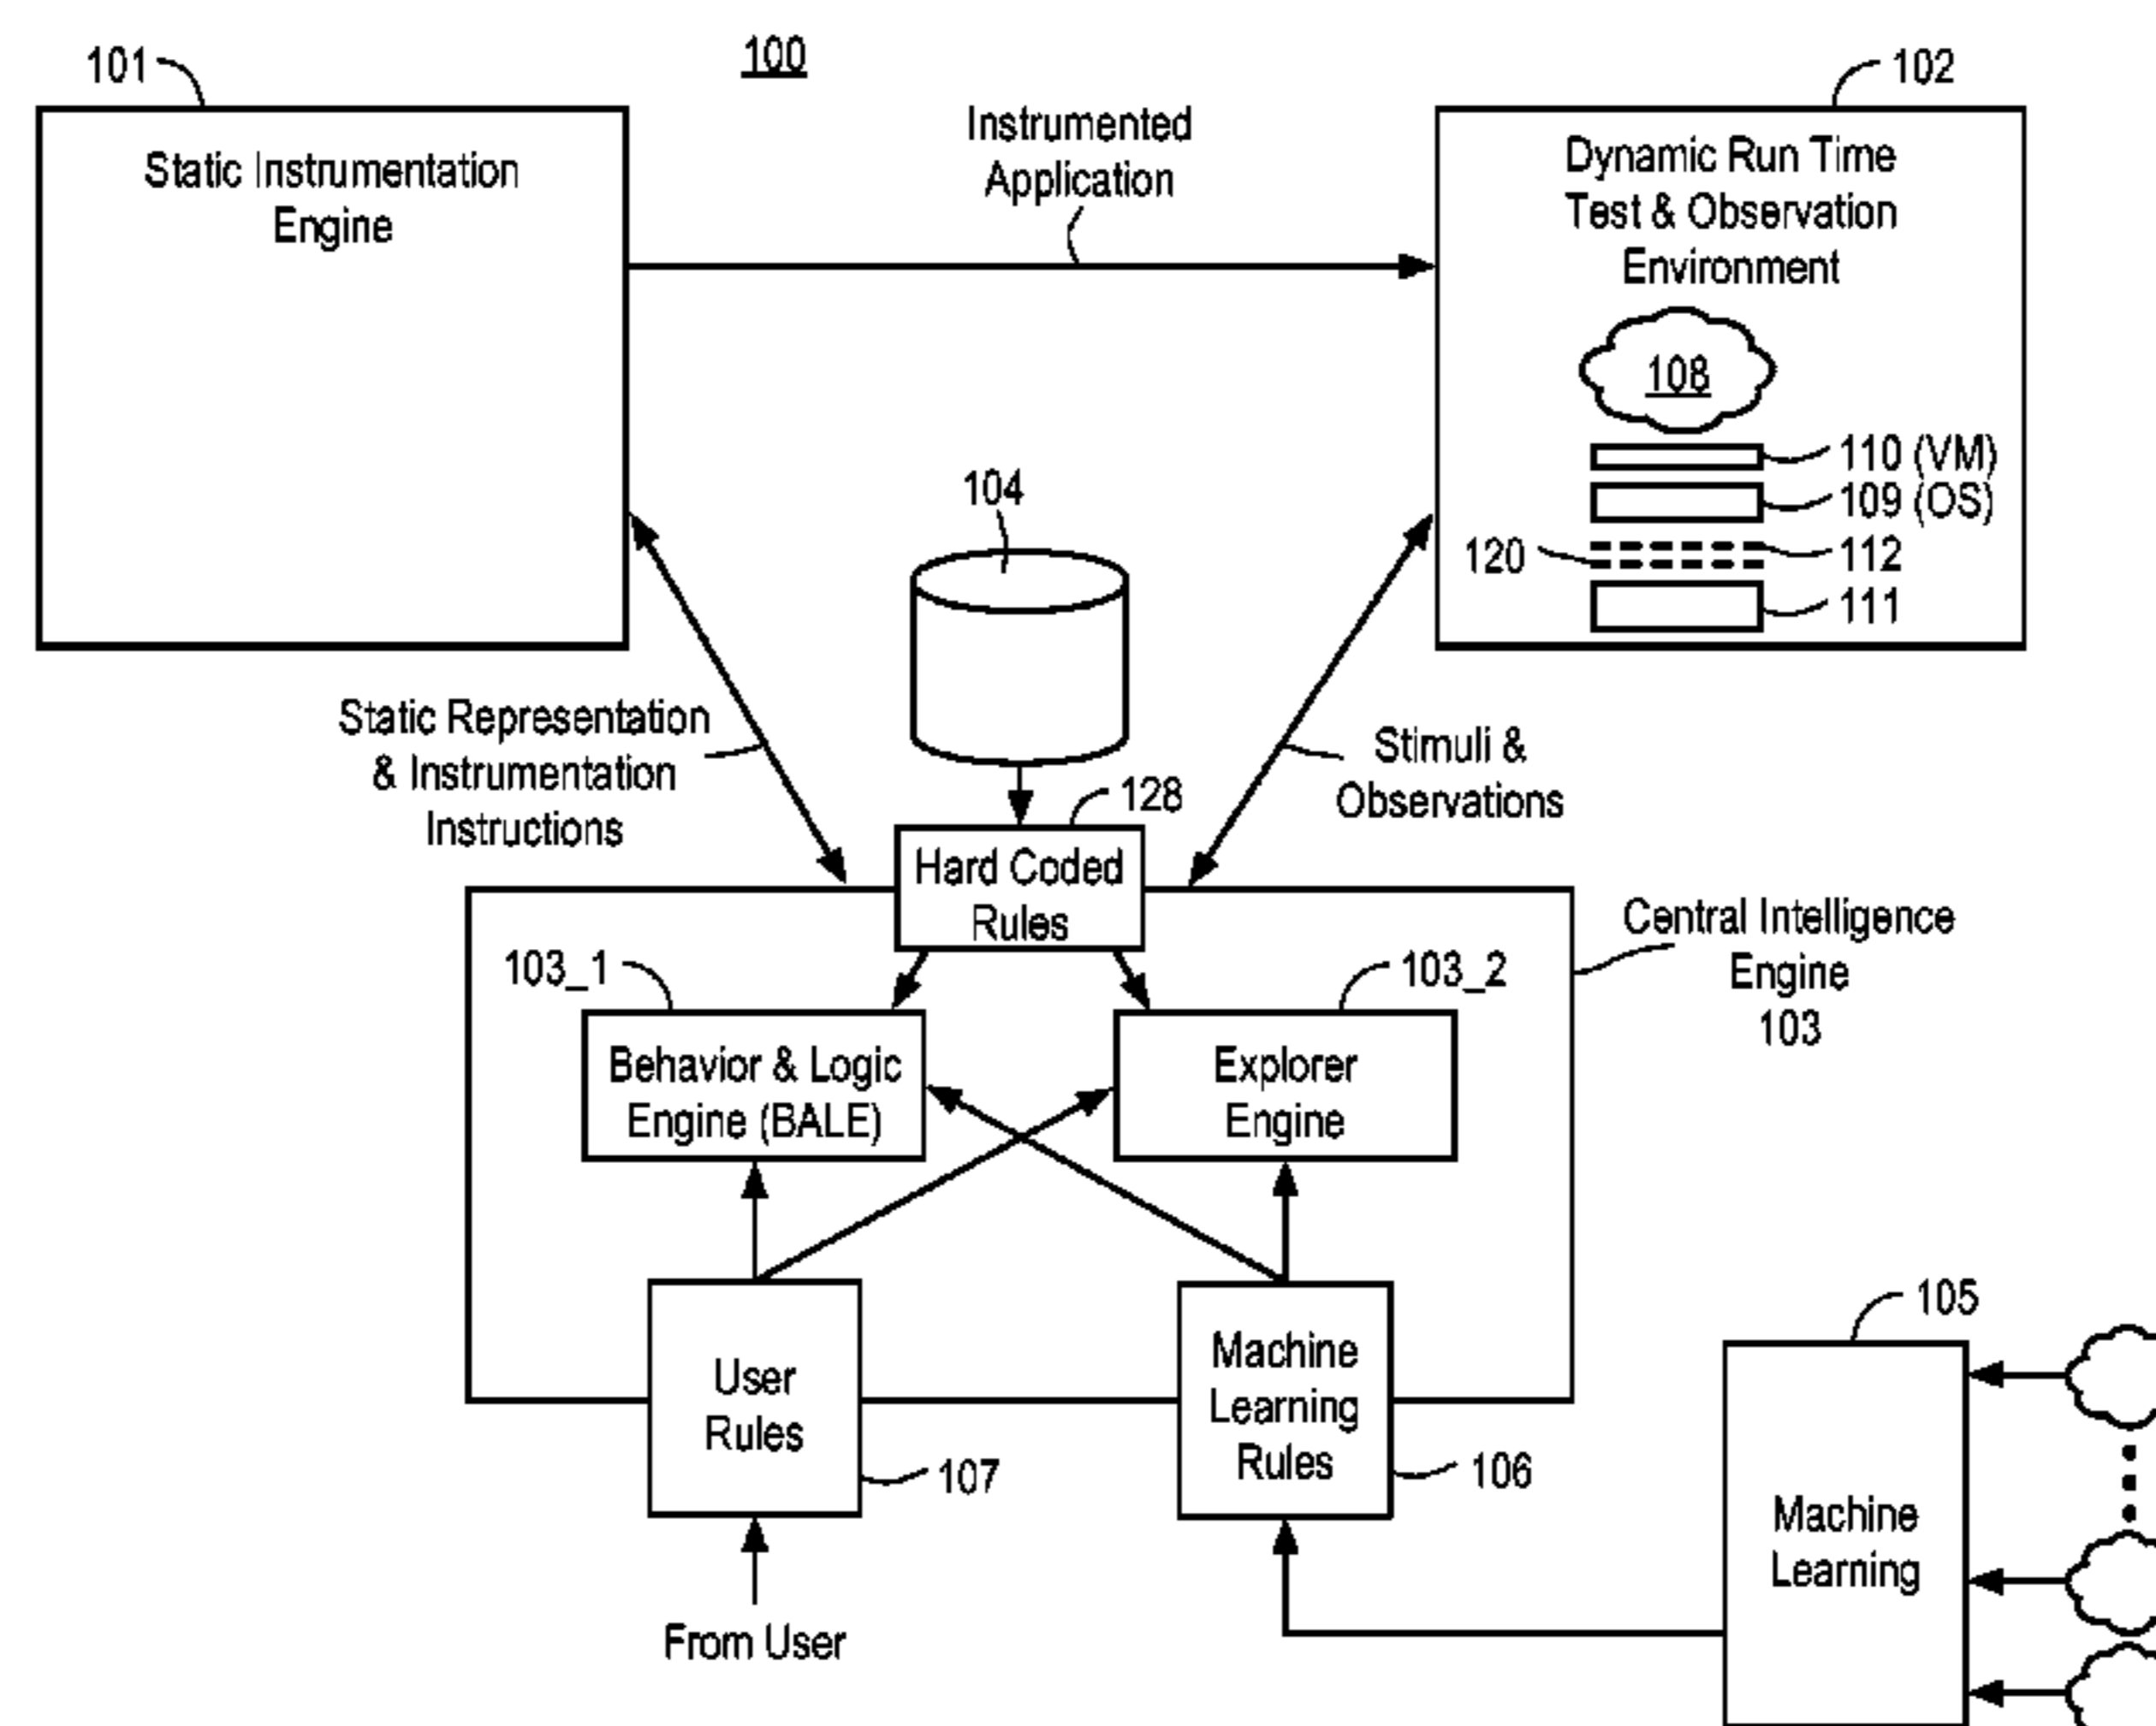 100
101
Static Instrumentation
Engine
Instrumented
Application
102
Dynamic Run Time
Test & Observation
Environment
108
110 (VM)
109 (OS)
120
112
111
104
Static Representation
& Instrumentation
Instructions
Stimuli &
Observations
128
Hard Coded
Rules
Central Intelligence
Engine
103
103_1
Behavior & Logic
Engine (BALE)
103_2
Explorer
Engine
User
Rules
107
From User
Machine
Learning
Rules
106
105
Machine
Learning